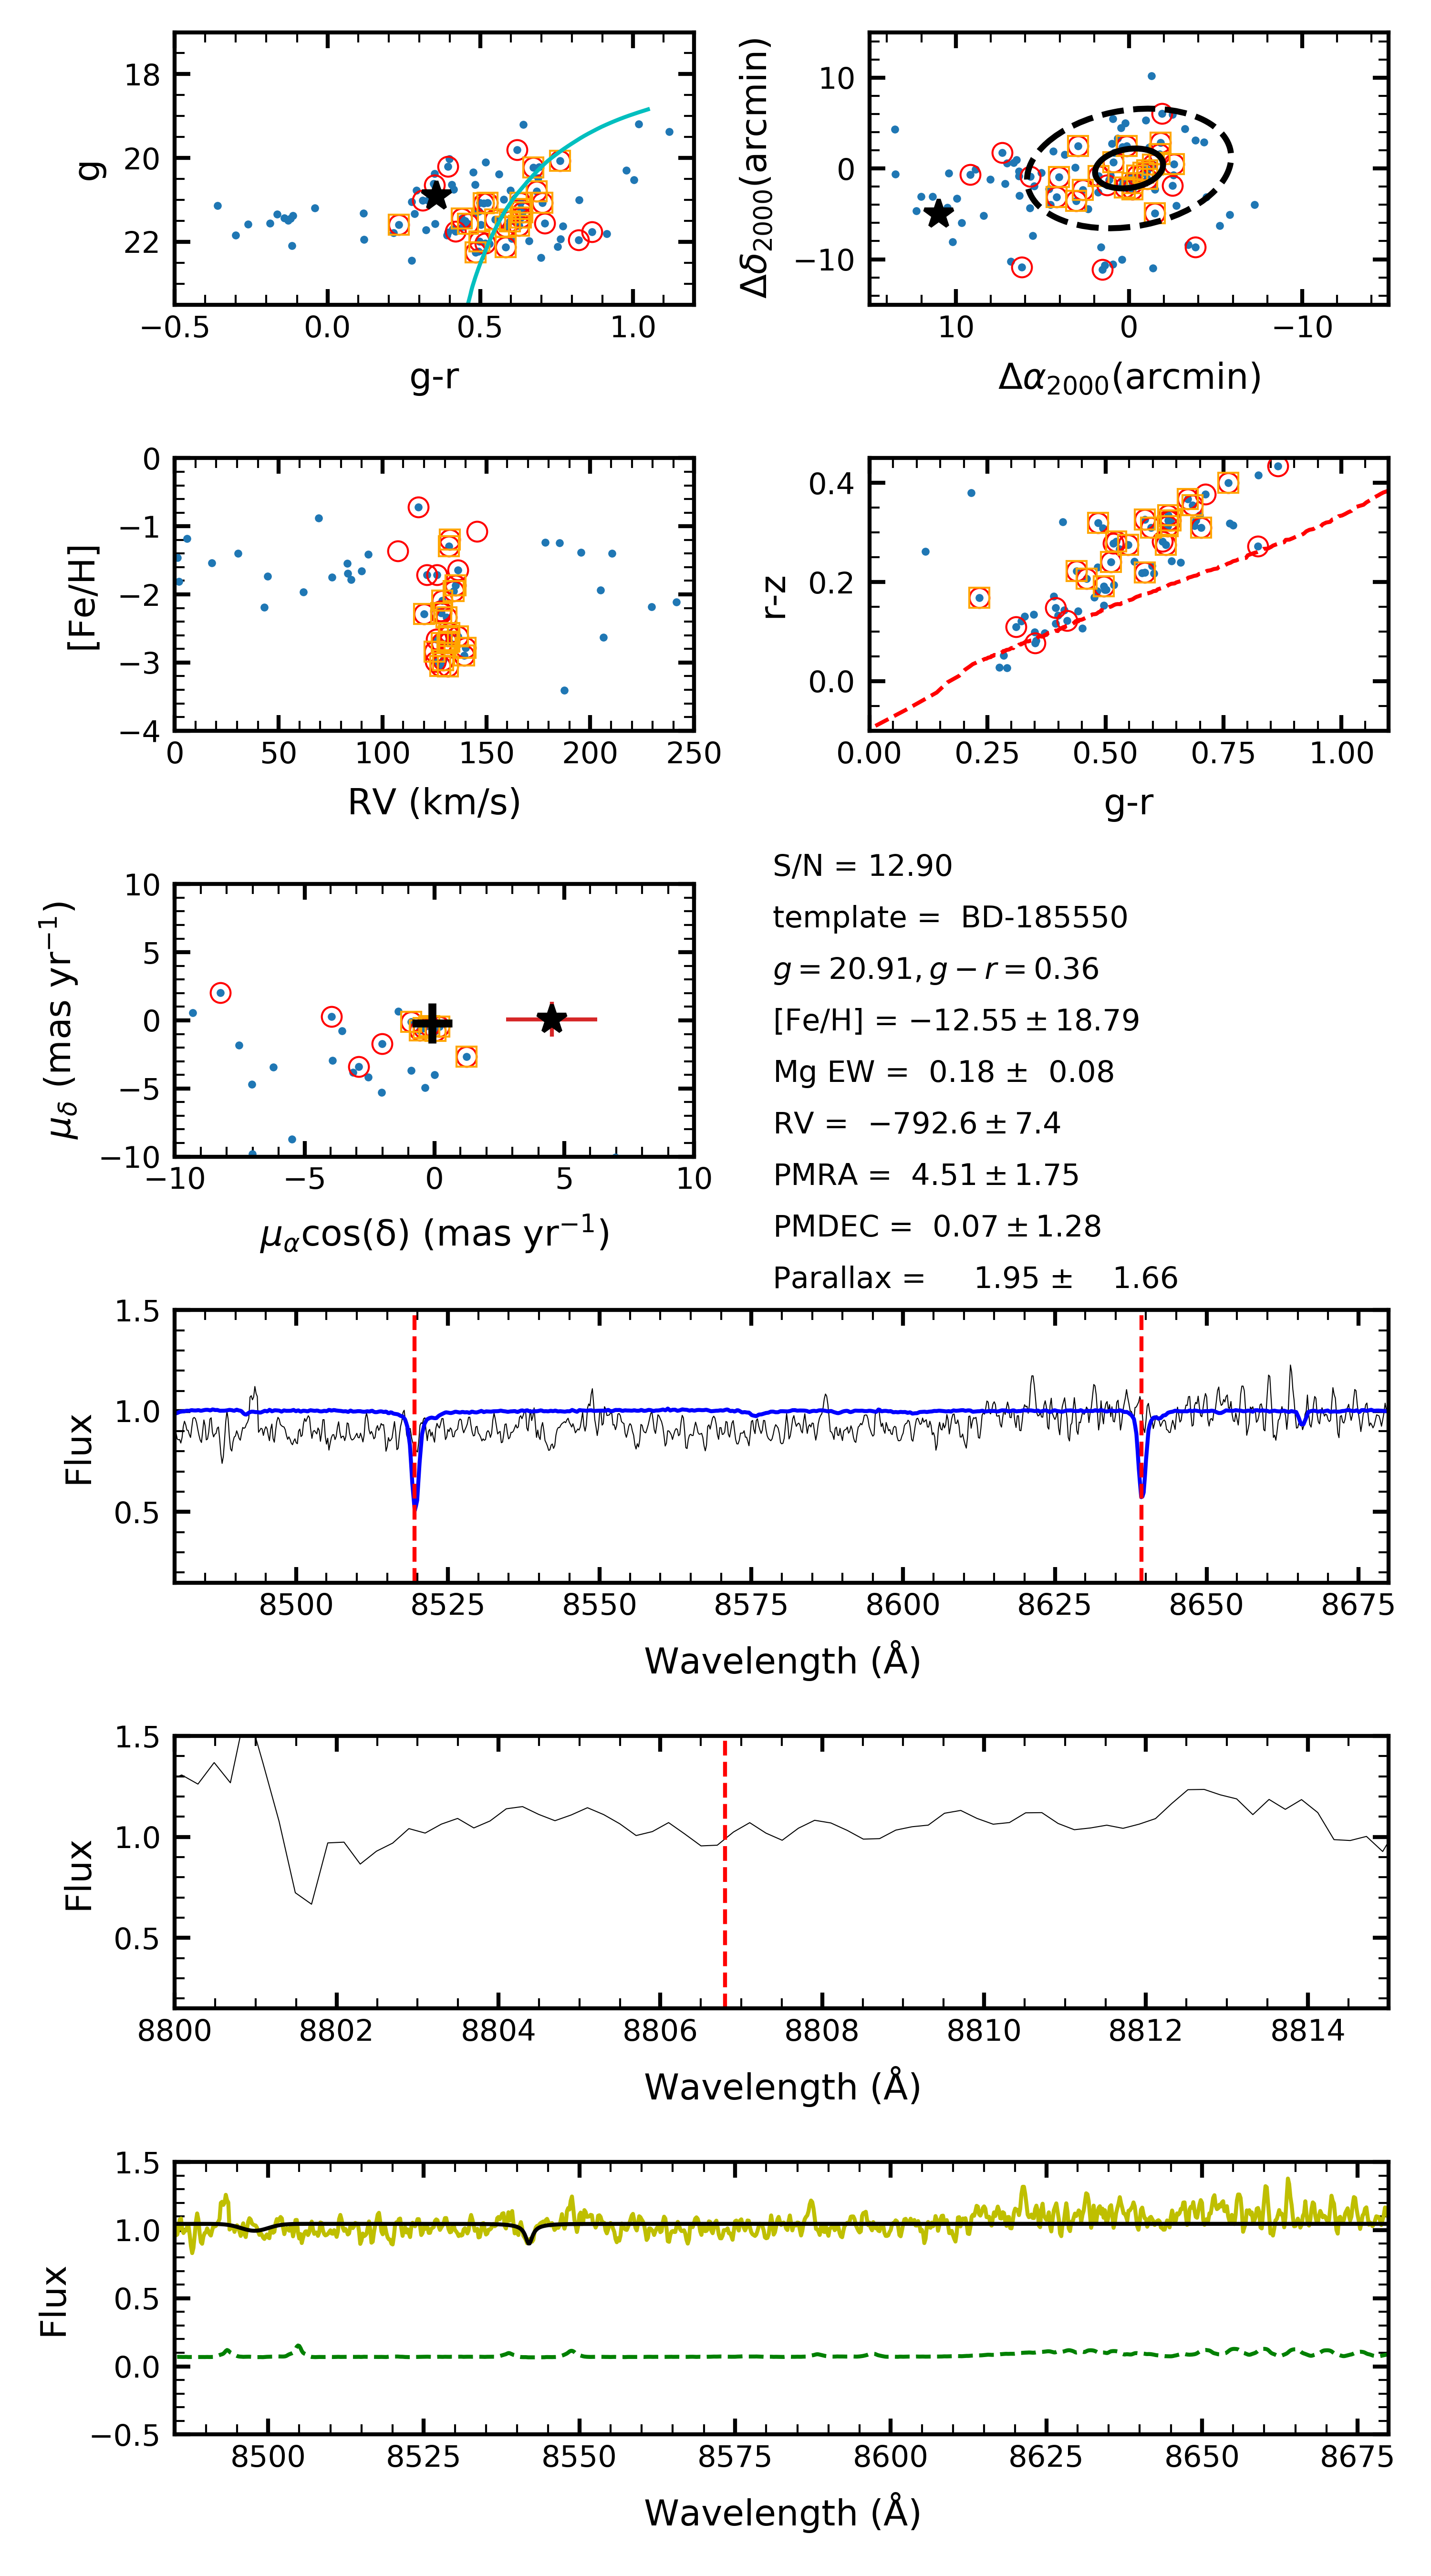 18
20
22
g
−0.5 0.0 0.5 1.0
g-r
10
0
−10
Δδ2000(arcmin)
10 0 −10
Δα2000(arcmin)
0
−1
−2
−3
−4
[Fe/H]
0 50 100 150 200 250
RV (km/s)
0.4
0.2
0.0
r-z
0.00 0.25 0.50 0.75 1.00
g-r
10
5
0
−5
−10
μδ (mas yr−1)
−10 −5 0 5 10
μαcos(δ) (mas yr−1)
S/N = 12.90
template = BD-185550
g = 20.91, g − r = 0.36
[Fe/H] = −12.55 ± 18.79
Mg EW = 0.18 ± 0.08
RV = −792.6 ± 7.4
PMRA = 4.51 ± 1.75
PMDEC = 0.07 ± 1.28
Parallax = 1.95 ± 1.66
1.5
1.0
0.5
Flux
8500 8525 8550 8575 8600 8625 8650 8675
Wavelength (Å)
1.5
1.0
0.5
Flux
8800 8802 8804 8806 8808 8810 8812 8814
Wavelength (Å)
1.5
1.0
0.5
0.0
−0.5
Flux
8500 8525 8550 8575 8600 8625 8650 8675
Wavelength (Å)